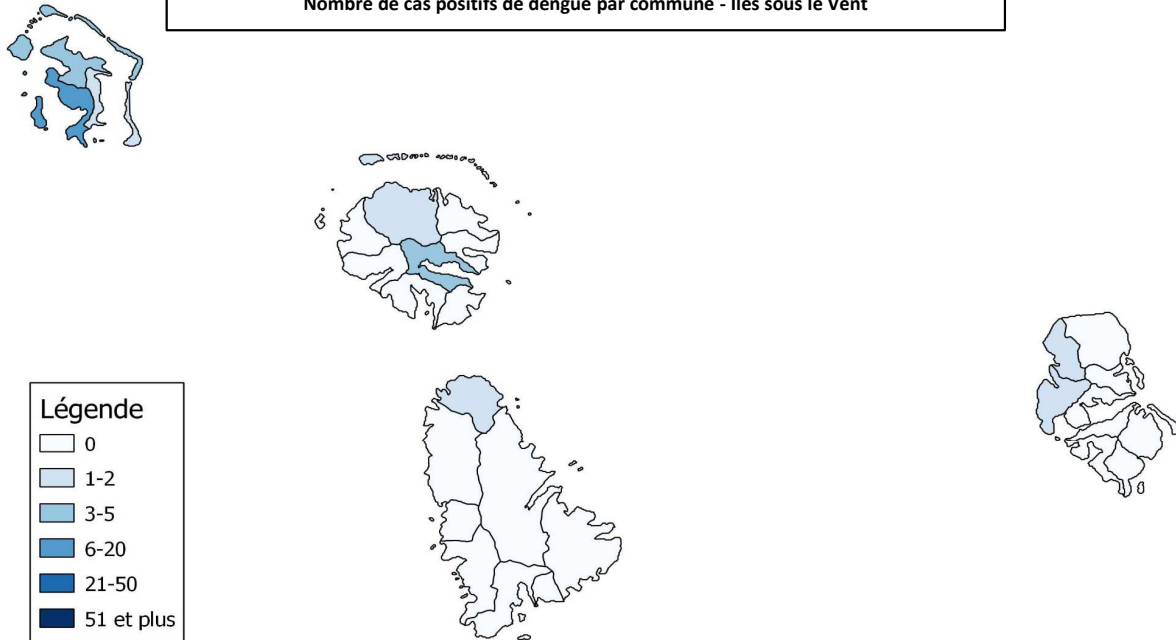 Nombre de cas positifs de dengue par commune - Iles sous le Vent
Légende
0
1-2
3-5
6-20
21-50
51 et plus